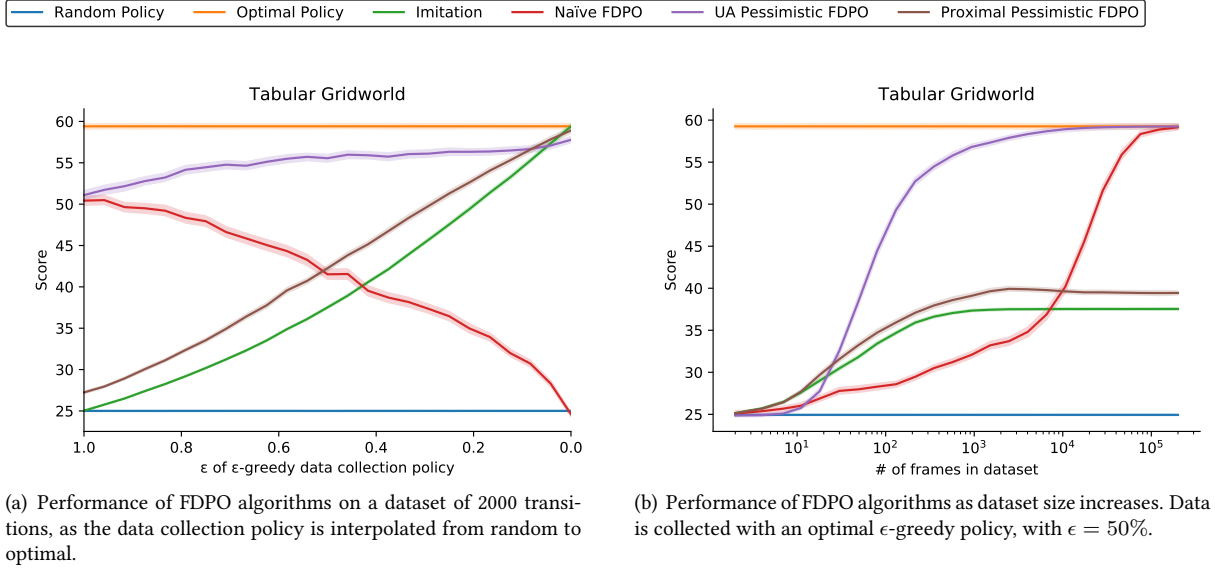 Random Policy Optimal Policy Imitation Naïve FDPO UA Pessimistic FDPO Proximal Pessimistic FDPO
Tabular Gridworld
60
55
50
45
40
35
30
25
Score
1.0 0.8 0.6 0.4 0.2 0.0
ε of ε-greedy data collection policy
(a) Performance of FDPO algorithms on a dataset of 2000 transi-
tions, as the data collection policy is interpolated from random to
optimal.
Tabular Gridworld
60
55
50
45
40
35
30
25
Score
10¹ 10² 10³ 10⁴ 10⁵
# of frames in dataset
(b) Performance of FDPO algorithms as dataset size increases. Data
is collected with an optimal ϵ-greedy policy, with ϵ = 50%.